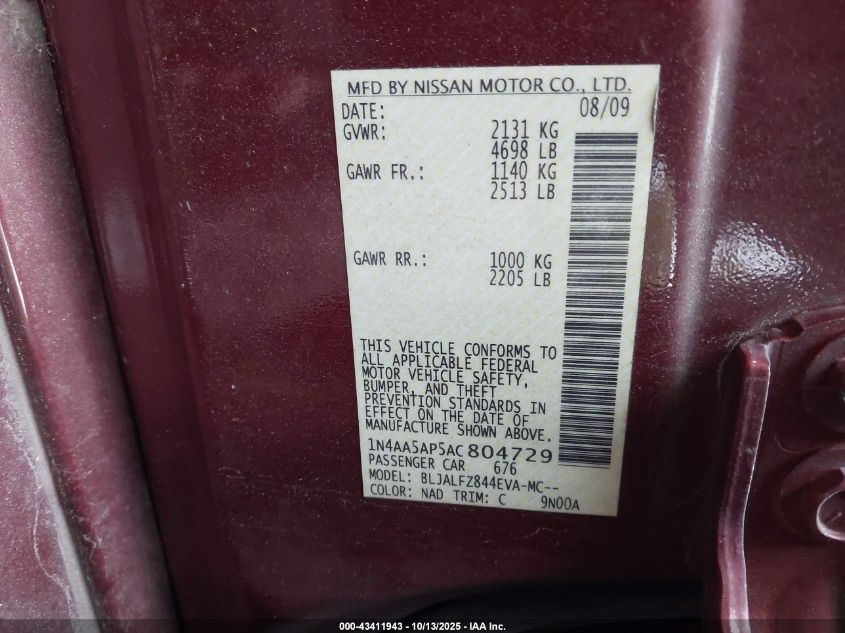 MFD BY NISSAN MOTOR CO., LTD.
DATE: 08/09
GVWR: 2131 KG
4698 LB
GAWR FR.: 1140 KG
2513 LB
GAWR RR.: 1000 KG
2205 LB
THIS VEHICLE CONFORMS TO
ALL APPLICABLE FEDERAL
MOTOR VEHICLE SAFETY,
BUMPER, AND THEFT
PREVENTION STANDARDS IN
EFFECT ON THE DATE OF
MANUFACTURE SHOWN ABOVE.
1N4AA5AP5AC804729
PASSENGER CAR 676
MODEL: BLJALFZ844EVA-MC--
COLOR: NAD TRIM: C 9N00A
000-43411943 - 10/13/2025 - IAA Inc.